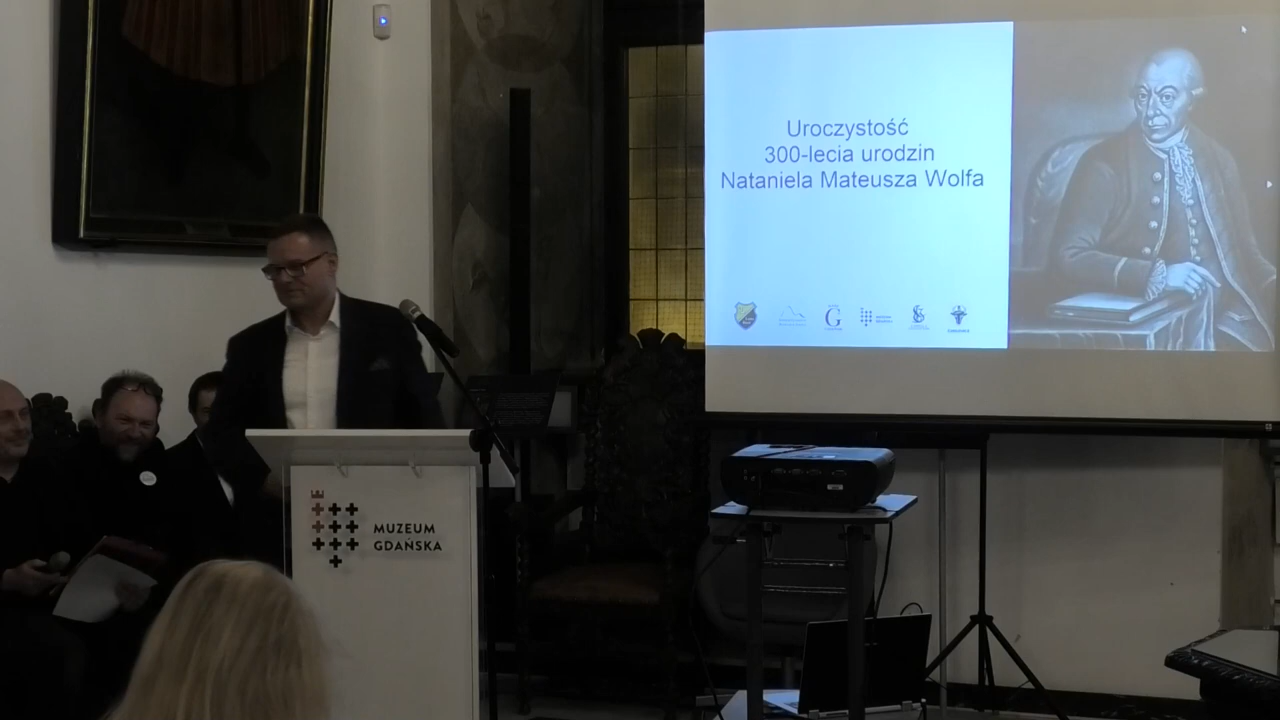 Uroczystość
300-lecia urodzin
Nataniela Mateusza Wolfa
G
MUZEUM
GDAŃSKA